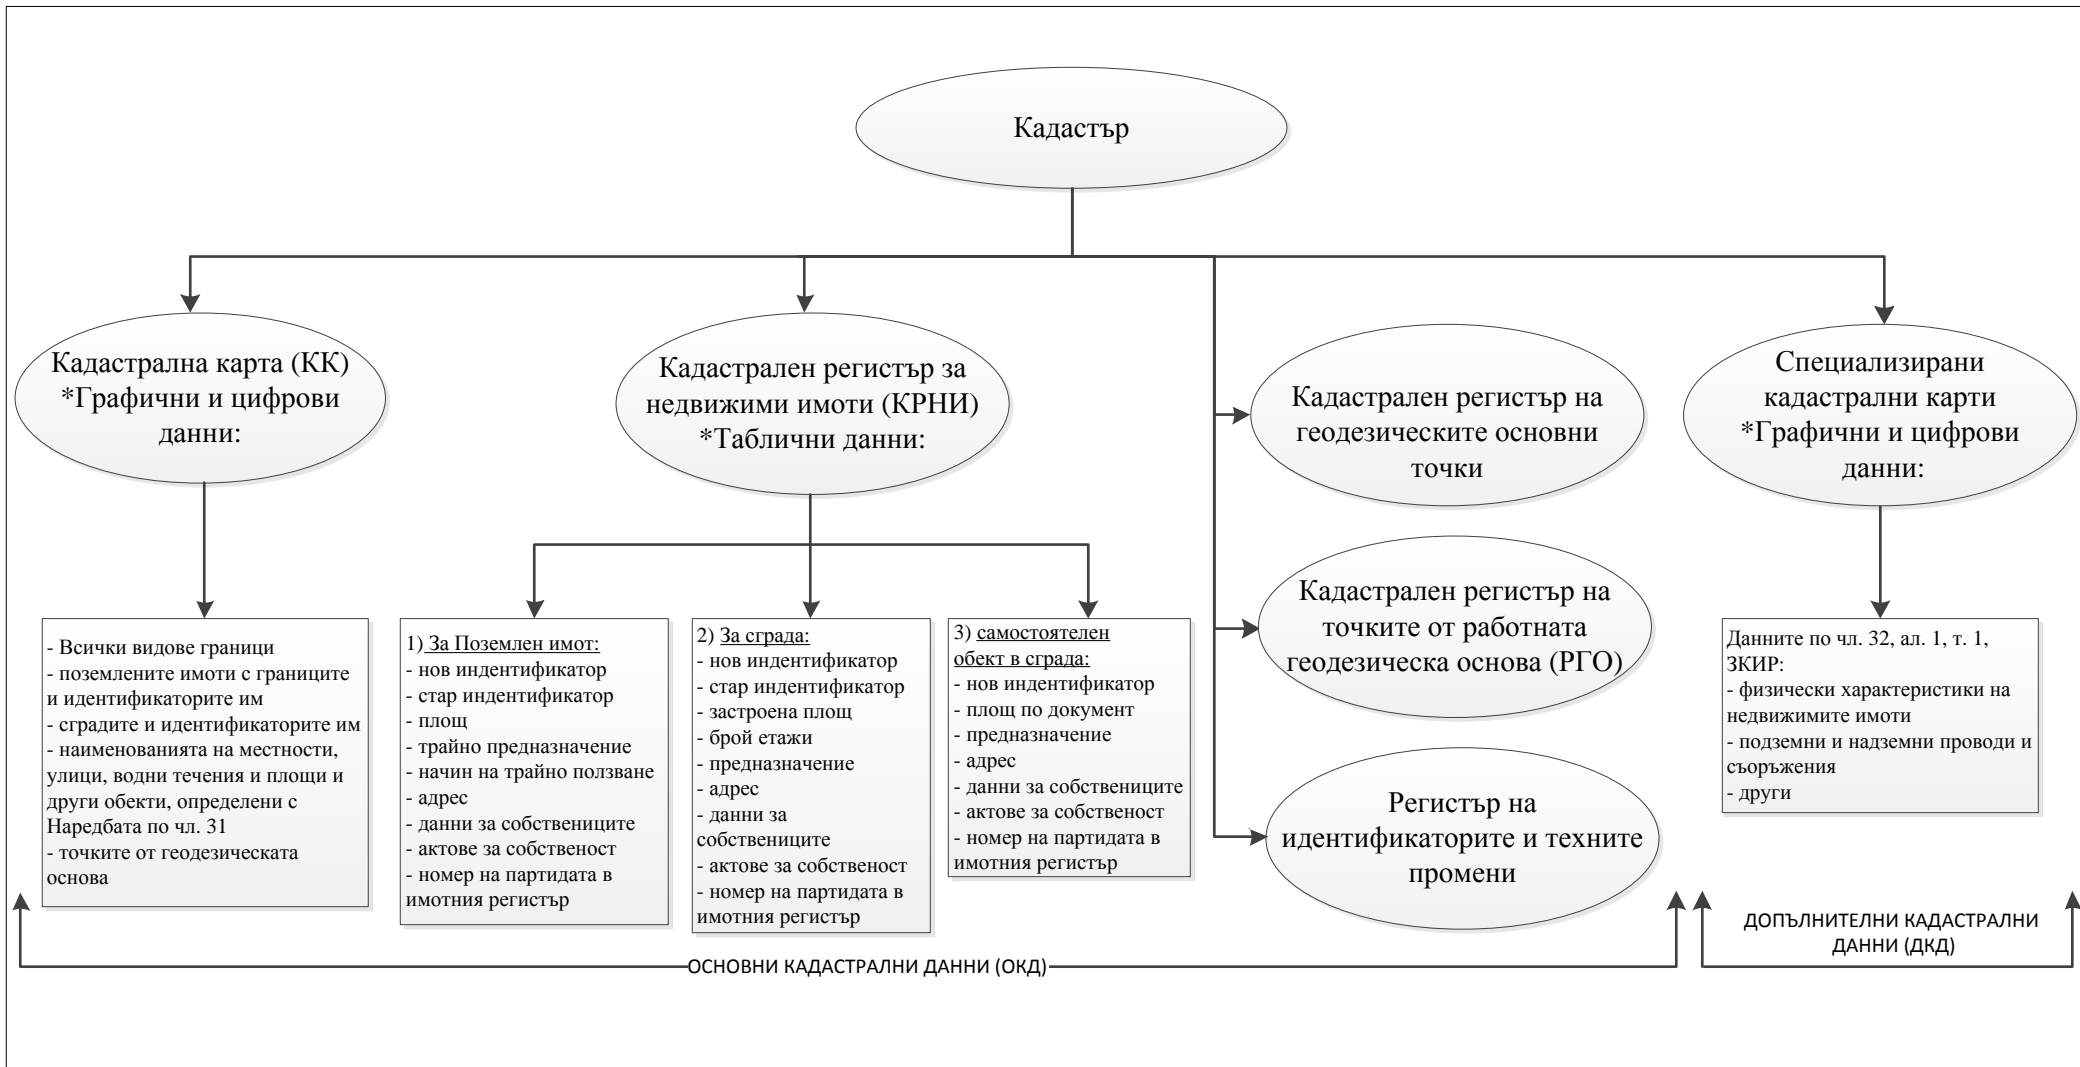 Кадастър
Кадастрална карта (КК)
*Графични и цифрови
данни:
Кадастрален регистър за
недвижими имоти (КРНИ)
*Таблични данни:
Кадастрален регистър на
геодезическите основни
точки
Специализирани
кадастрални карти
*Графични и цифрови
данни:
Кадастрален регистър на
точките от работната
геодезическа основа (РГО)
Регистър на
идентификаторите и техните
промени
- Всички видове граници
- поземлените имоти с границите
и идентификаторите им
- сградите и идентификаторите им
- наименованията на местности,
улици, водни течения и площи и
други обекти, определени с
Наредбата по чл. 31
- точките от геодезическата
основа
1) За Поземлен имот:
- нов индентификатор
- стар индентификатор
- площ
- трайно предназначение
- начин на трайно ползване
- адрес
- данни за собствениците
- актове за собственост
- номер на партидата в
имотния регистър
2) За сграда:
- нов индентификатор
- стар индентификатор
- застроена площ
- брой етажи
- предназначение
- адрес
- данни за
собствениците
- актове за собственост
- номер на партидата в
имотния регистър
3) самостоятелен
обект в сграда:
- нов индентификатор
- площ по документ
- предназначение
- адрес
- данни за собствениците
- актове за собственост
- номер на партидата в
имотния регистър
Данните по чл. 32, ал. 1, т. 1,
ЗКИР:
- физически характеристики на
недвижимите имоти
- подземни и надземни проводи и
съоръжения
- други
ОСНОВНИ КАДАСТРАЛНИ ДАННИ (ОКД)
ДОПЪЛНИТЕЛНИ КАДАСТРАЛНИ
ДАННИ (ДКД)